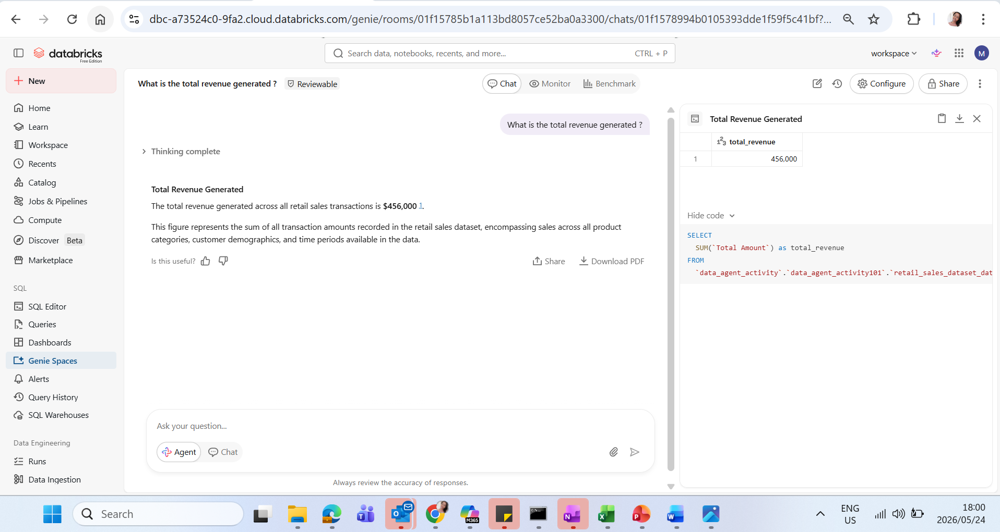 dbc-a73524c0-9fa2.cloud.databricks.com/genie/rooms/01f15785b1a113bd8057ce52ba0a3300/chats/01f1578994b0105393dde1f59f5c41bf?...
databricks
Free Edition
Search data, notebooks, recents, and more...
CTRL + P
workspace
M
New
Home
Learn
Workspace
Recents
Catalog
Jobs & Pipelines
Compute
Discover Beta
Marketplace
SQL
SQL Editor
Queries
Dashboards
Genie Spaces
Alerts
Query History
SQL Warehouses
Data Engineering
Runs
Data Ingestion
What is the total revenue generated ?
Reviewable
Chat
Monitor
Benchmark
Configure
Share
What is the total revenue generated ?
Thinking complete
Total Revenue Generated
The total revenue generated across all retail sales transactions is $456,000 1.
This figure represents the sum of all transaction amounts recorded in the retail sales dataset, encompassing sales across all product
categories, customer demographics, and time periods available in the data.
Is this useful?
Share
Download PDF
Ask your question...
Agent
Chat
Always review the accuracy of responses.
Total Revenue Generated
123 total_revenue
1 456,000
Hide code
SELECT
SUM(`Total Amount`) as total_revenue
FROM
`data_agent_activity`.`data_agent_activity101`.`retail_sales_dataset_dat
Search
T
O
M365
N
X
P
W
ENG
US
18:00
2026/05/24